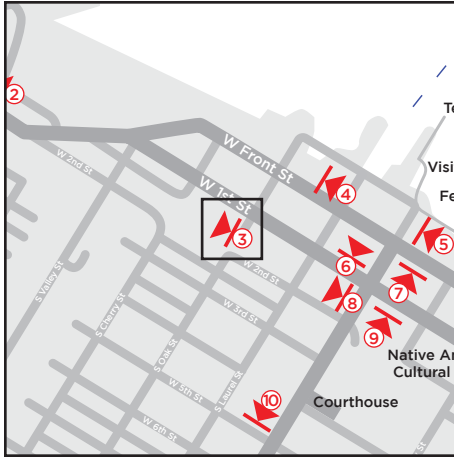 2
Te
W Front St
W 2nd St
Visi
4
W 1st St
Fe
3
5
6
W 2nd St
7
S Valley St
8
W 3rd St
S Cherry St
9
S Oak St
Native Ar
Cultural
S Laurel St
W 5th St
10
Courthouse
W 6th St